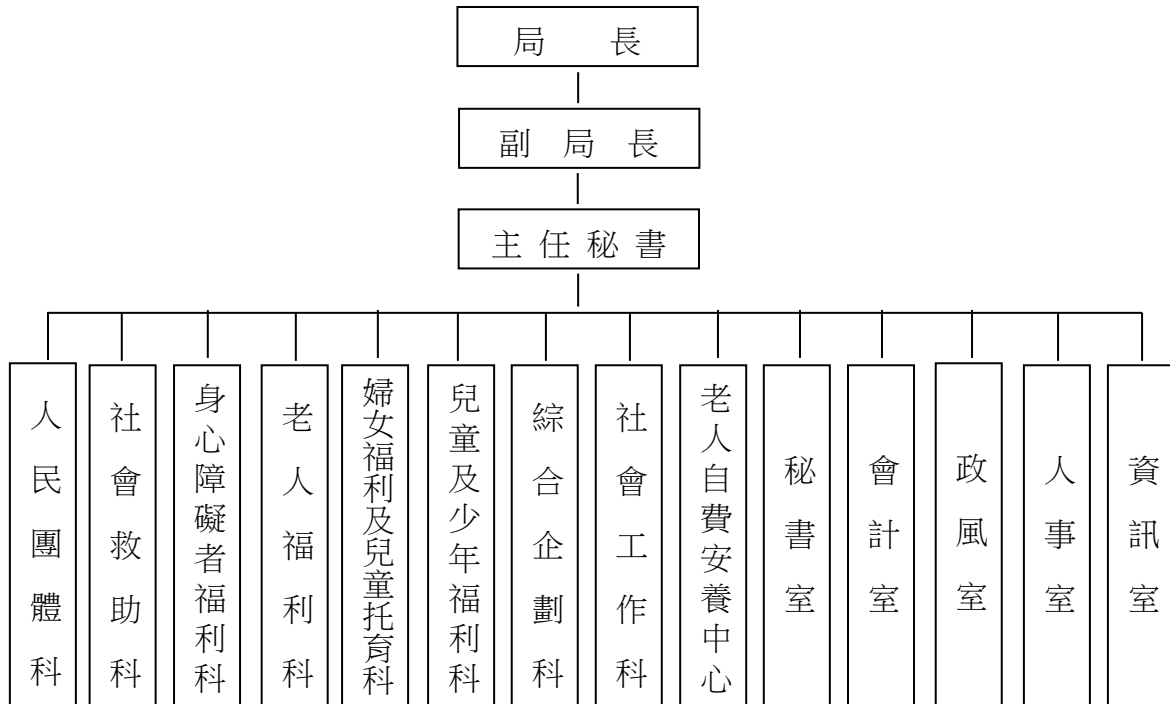 局長
副局長
主任秘書
人民團體科
社會救助科
身心障礙者福利科
老人福利科
婦女福利及兒童托育科
兒童及少年福利科
綜合企劃科
社會工作科
老人自費安養中心
秘書室
會計室
政風室
人事室
資訊室